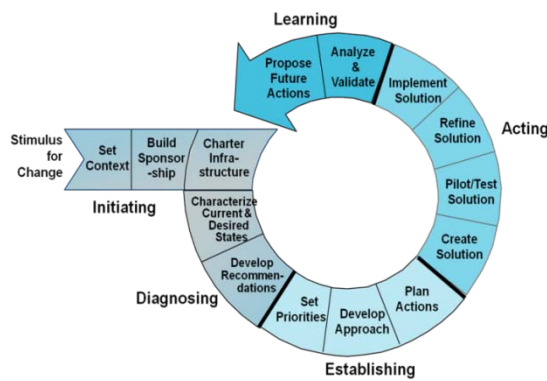 Learning
Propose
Future
Actions
Analyze
&
Validate
Implement
Solution
Refine
Solution
Acting
Pilot/Test
Solution
Create
Solution
Stimulus
for
Change
Set
Context
Build
Sponsor
-ship
Charter
Infra-
structure
Initiating
Characterize
Current &
Desired
States
Develop
Recommen-
dations
Diagnosing
Set
Priorities
Develop
Approach
Plan
Actions
Establishing